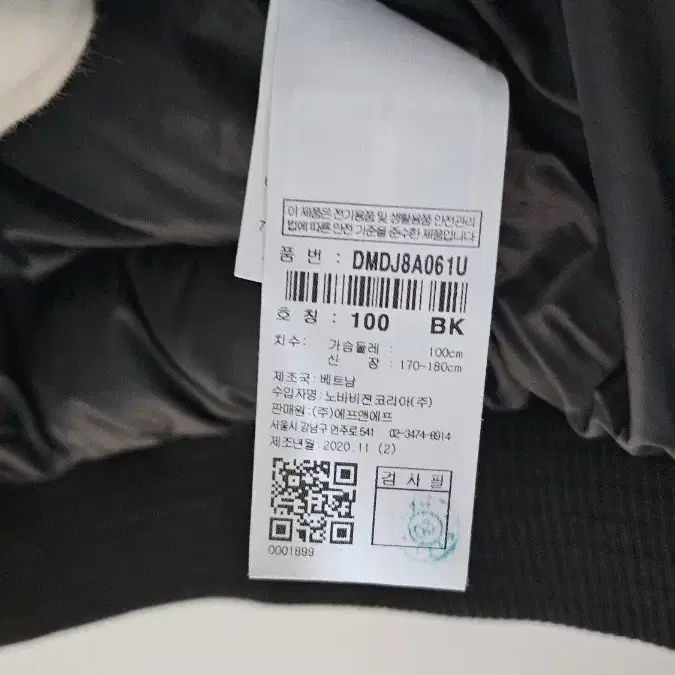 이 제품은 전기용품 및 생활용품 안전관리
법에 따른 안전 기준을 준수한 제품입니다
품 번 : DMDJ8A061U
호 칭 : 100 BK
치수: 가슴둘레 : 100cm
신 장 : 170-180cm
제조국: 베트남
수입자명: 노바비젼코리아(주)
판매원: (주)에프앤에프
서울시 강남구 언주로 541 02-3474-6914
제조년월: 2020.11 (2)
검 사 필
0001899